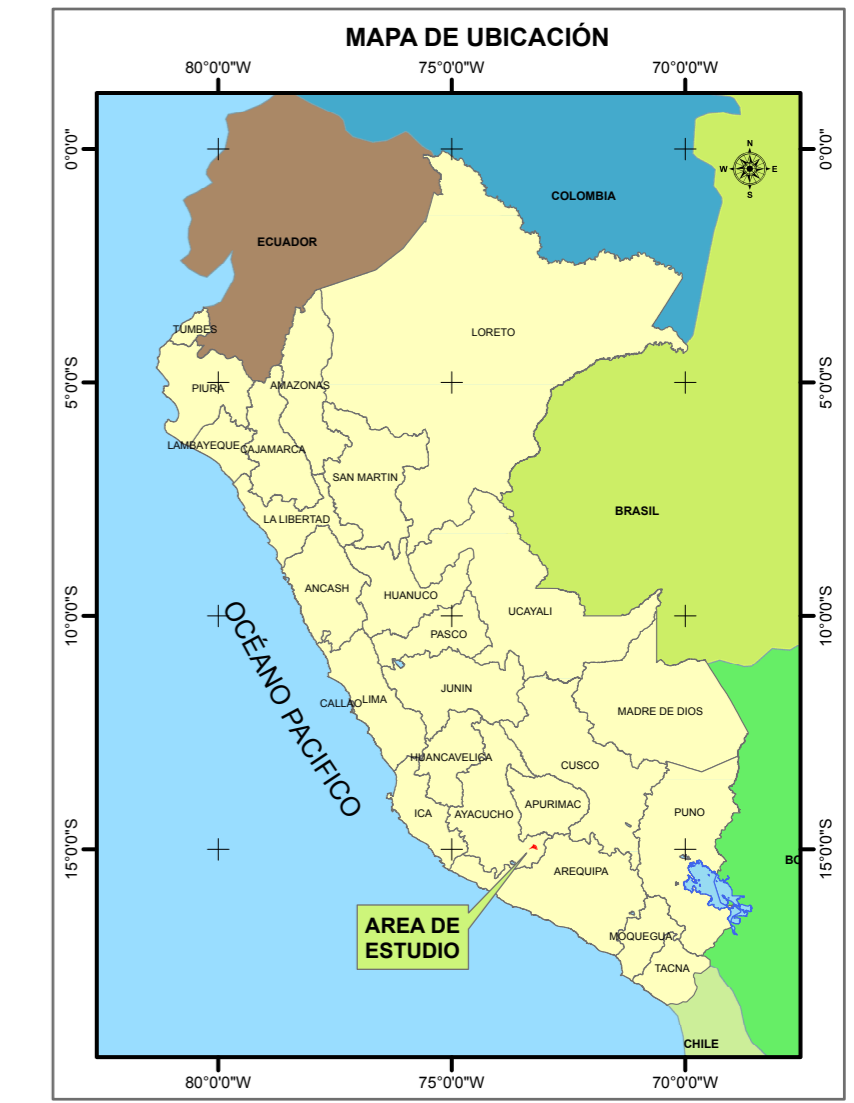 MAPA DE UBICACIÓN
80°0'0"W 75°0'0"W 70°0'0"W
0°0'0" 0°0'0"
N
W E
S
COLOMBIA
ECUADOR
TUMBES
LORETO
5°0'0"S 5°0'0"S
PIURA
AMAZONAS
LAMBAYEQUE
CAJAMARCA
SAN MARTIN
BRASIL
LA LIBERTAD
ANCASH
HUANUCO
UCAYALI
10°0'0"S 10°0'0"S
PASCO
OCÉANO PACIFICO
JUNIN
CALLAO
LIMA
MADRE DE DIOS
HUANCAVELICA
CUSCO
ICA
AYACUCHO
APURIMAC
PUNO
15°0'0"S 15°0'0"S
BO
AREQUIPA
AREA DE
ESTUDIO
MOQUEGUA
TACNA
CHILE
80°0'0"W 75°0'0"W 70°0'0"W